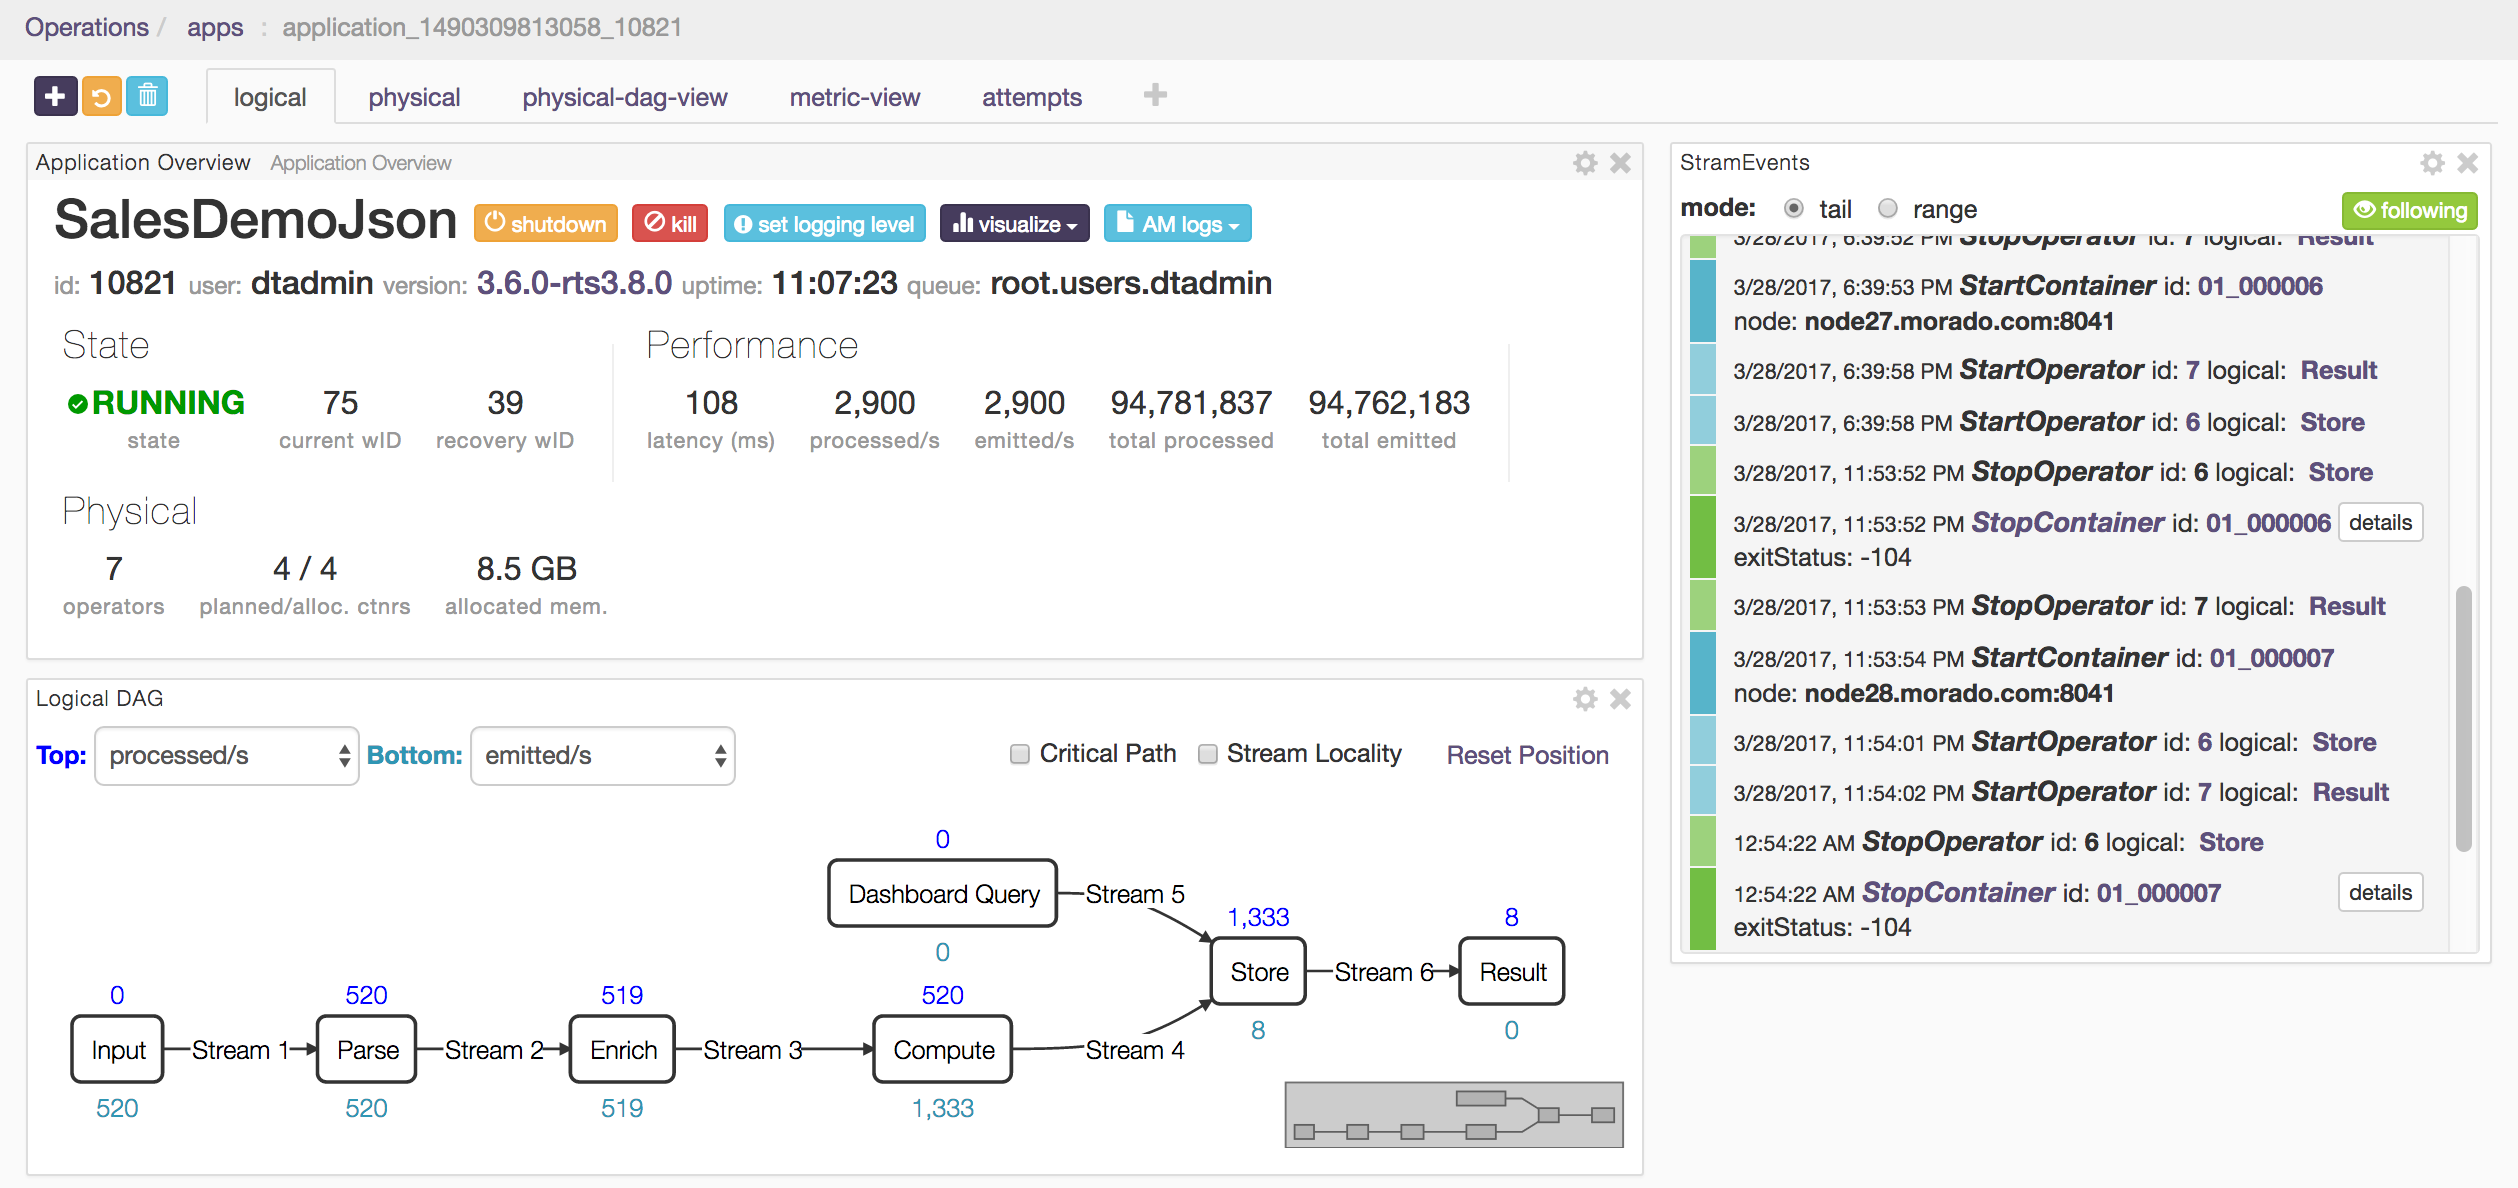 Operations / apps : application_1490309813058_10821
logical physical physical-dag-view metric-view attempts
Application Overview Application Overview
SalesDemoJson shutdown kill set logging level visualize AM logs
id: 10821 user: dtadmin version: 3.6.0-rts3.8.0 uptime: 11:07:23 queue: root.users.dtadmin
State
RUNNING 75 39
state current wID recovery wID
Performance
108 2,900 2,900 94,781,837 94,762,183
latency (ms) processed/s emitted/s total processed total emitted
Physical
7 4 / 4 8.5 GB
operators planned/alloc. ctnrs allocated mem.
Logical DAG
Top: processed/s Bottom: emitted/s Critical Path Stream Locality Reset Position
0
Dashboard Query Stream 5
0
1,333 8
Store Stream 6 Result
8 0
0 520 519 520
Input Stream 1 Parse Stream 2 Enrich Stream 3 Compute Stream 4
520 520 519 1,333
StramEvents
mode: tail range following
3/28/2017, 6:39:52 PM StopOperator id: 7 logical: Result
3/28/2017, 6:39:53 PM StartContainer id: 01_000006
node: node27.morado.com:8041
3/28/2017, 6:39:58 PM StartOperator id: 7 logical: Result
3/28/2017, 6:39:58 PM StartOperator id: 6 logical: Store
3/28/2017, 11:53:52 PM StopOperator id: 6 logical: Store
3/28/2017, 11:53:52 PM StopContainer id: 01_000006 details
exitStatus: -104
3/28/2017, 11:53:53 PM StopOperator id: 7 logical: Result
3/28/2017, 11:53:54 PM StartContainer id: 01_000007
node: node28.morado.com:8041
3/28/2017, 11:54:01 PM StartOperator id: 6 logical: Store
3/28/2017, 11:54:02 PM StartOperator id: 7 logical: Result
12:54:22 AM StopOperator id: 6 logical: Store
12:54:22 AM StopContainer id: 01_000007 details
exitStatus: -104